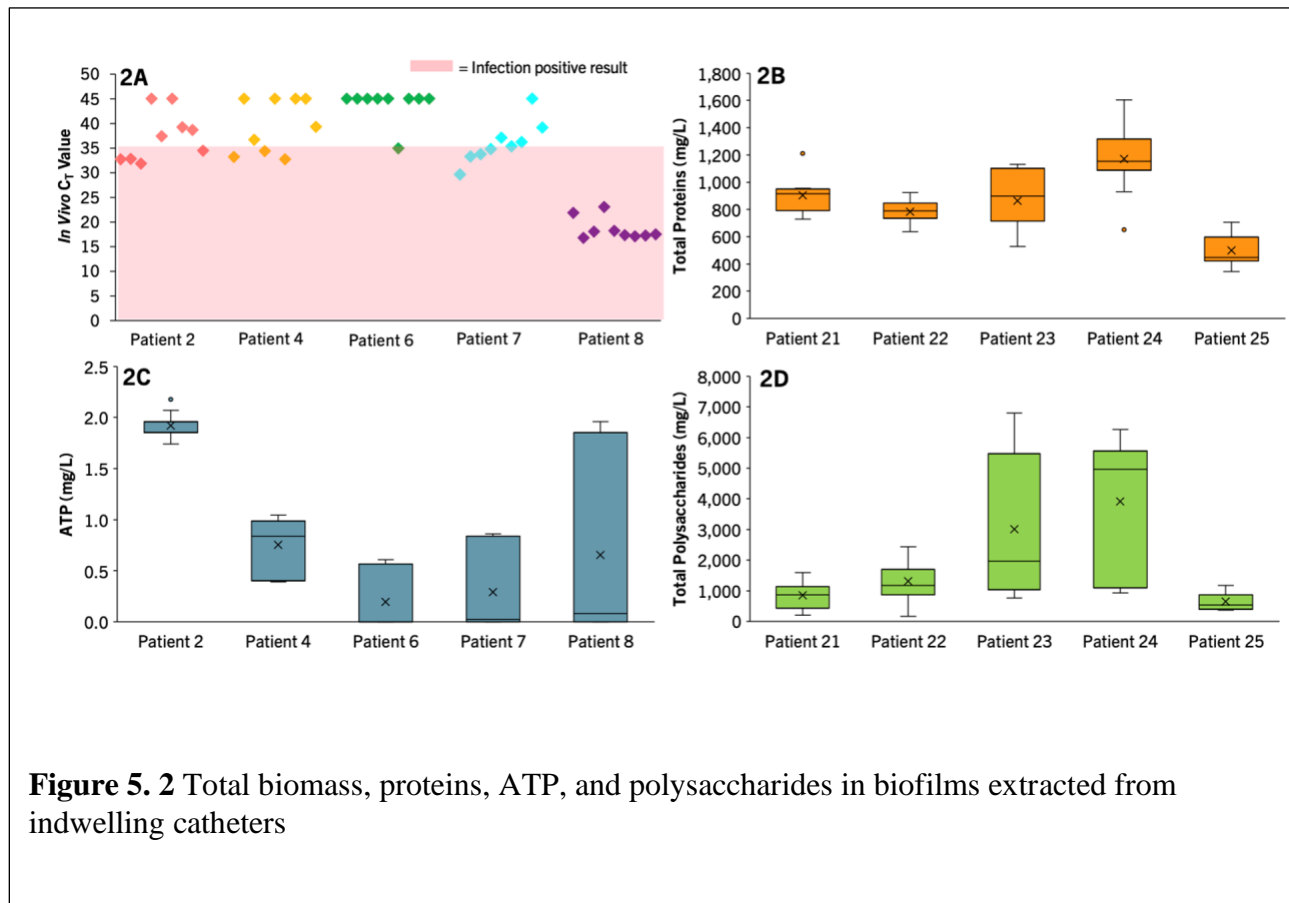 2A
= Infection positive result
In Vivo CT Value
50
45
40
35
30
25
20
15
10
5
0
Patient 2 Patient 4 Patient 6 Patient 7 Patient 8
2B
Total Proteins (mg/L)
1,800
1,600
1,400
1,200
1,000
800
600
400
200
0
Patient 21 Patient 22 Patient 23 Patient 24 Patient 25
2C
ATP (mg/L)
2.5
2.0
1.5
1.0
0.5
0.0
Patient 2 Patient 4 Patient 6 Patient 7 Patient 8
2D
Total Polysaccharides (mg/L)
8,000
7,000
6,000
5,000
4,000
3,000
2,000
1,000
0
Patient 21 Patient 22 Patient 23 Patient 24 Patient 25
Figure 5. 2 Total biomass, proteins, ATP, and polysaccharides in biofilms extracted from
indwelling catheters